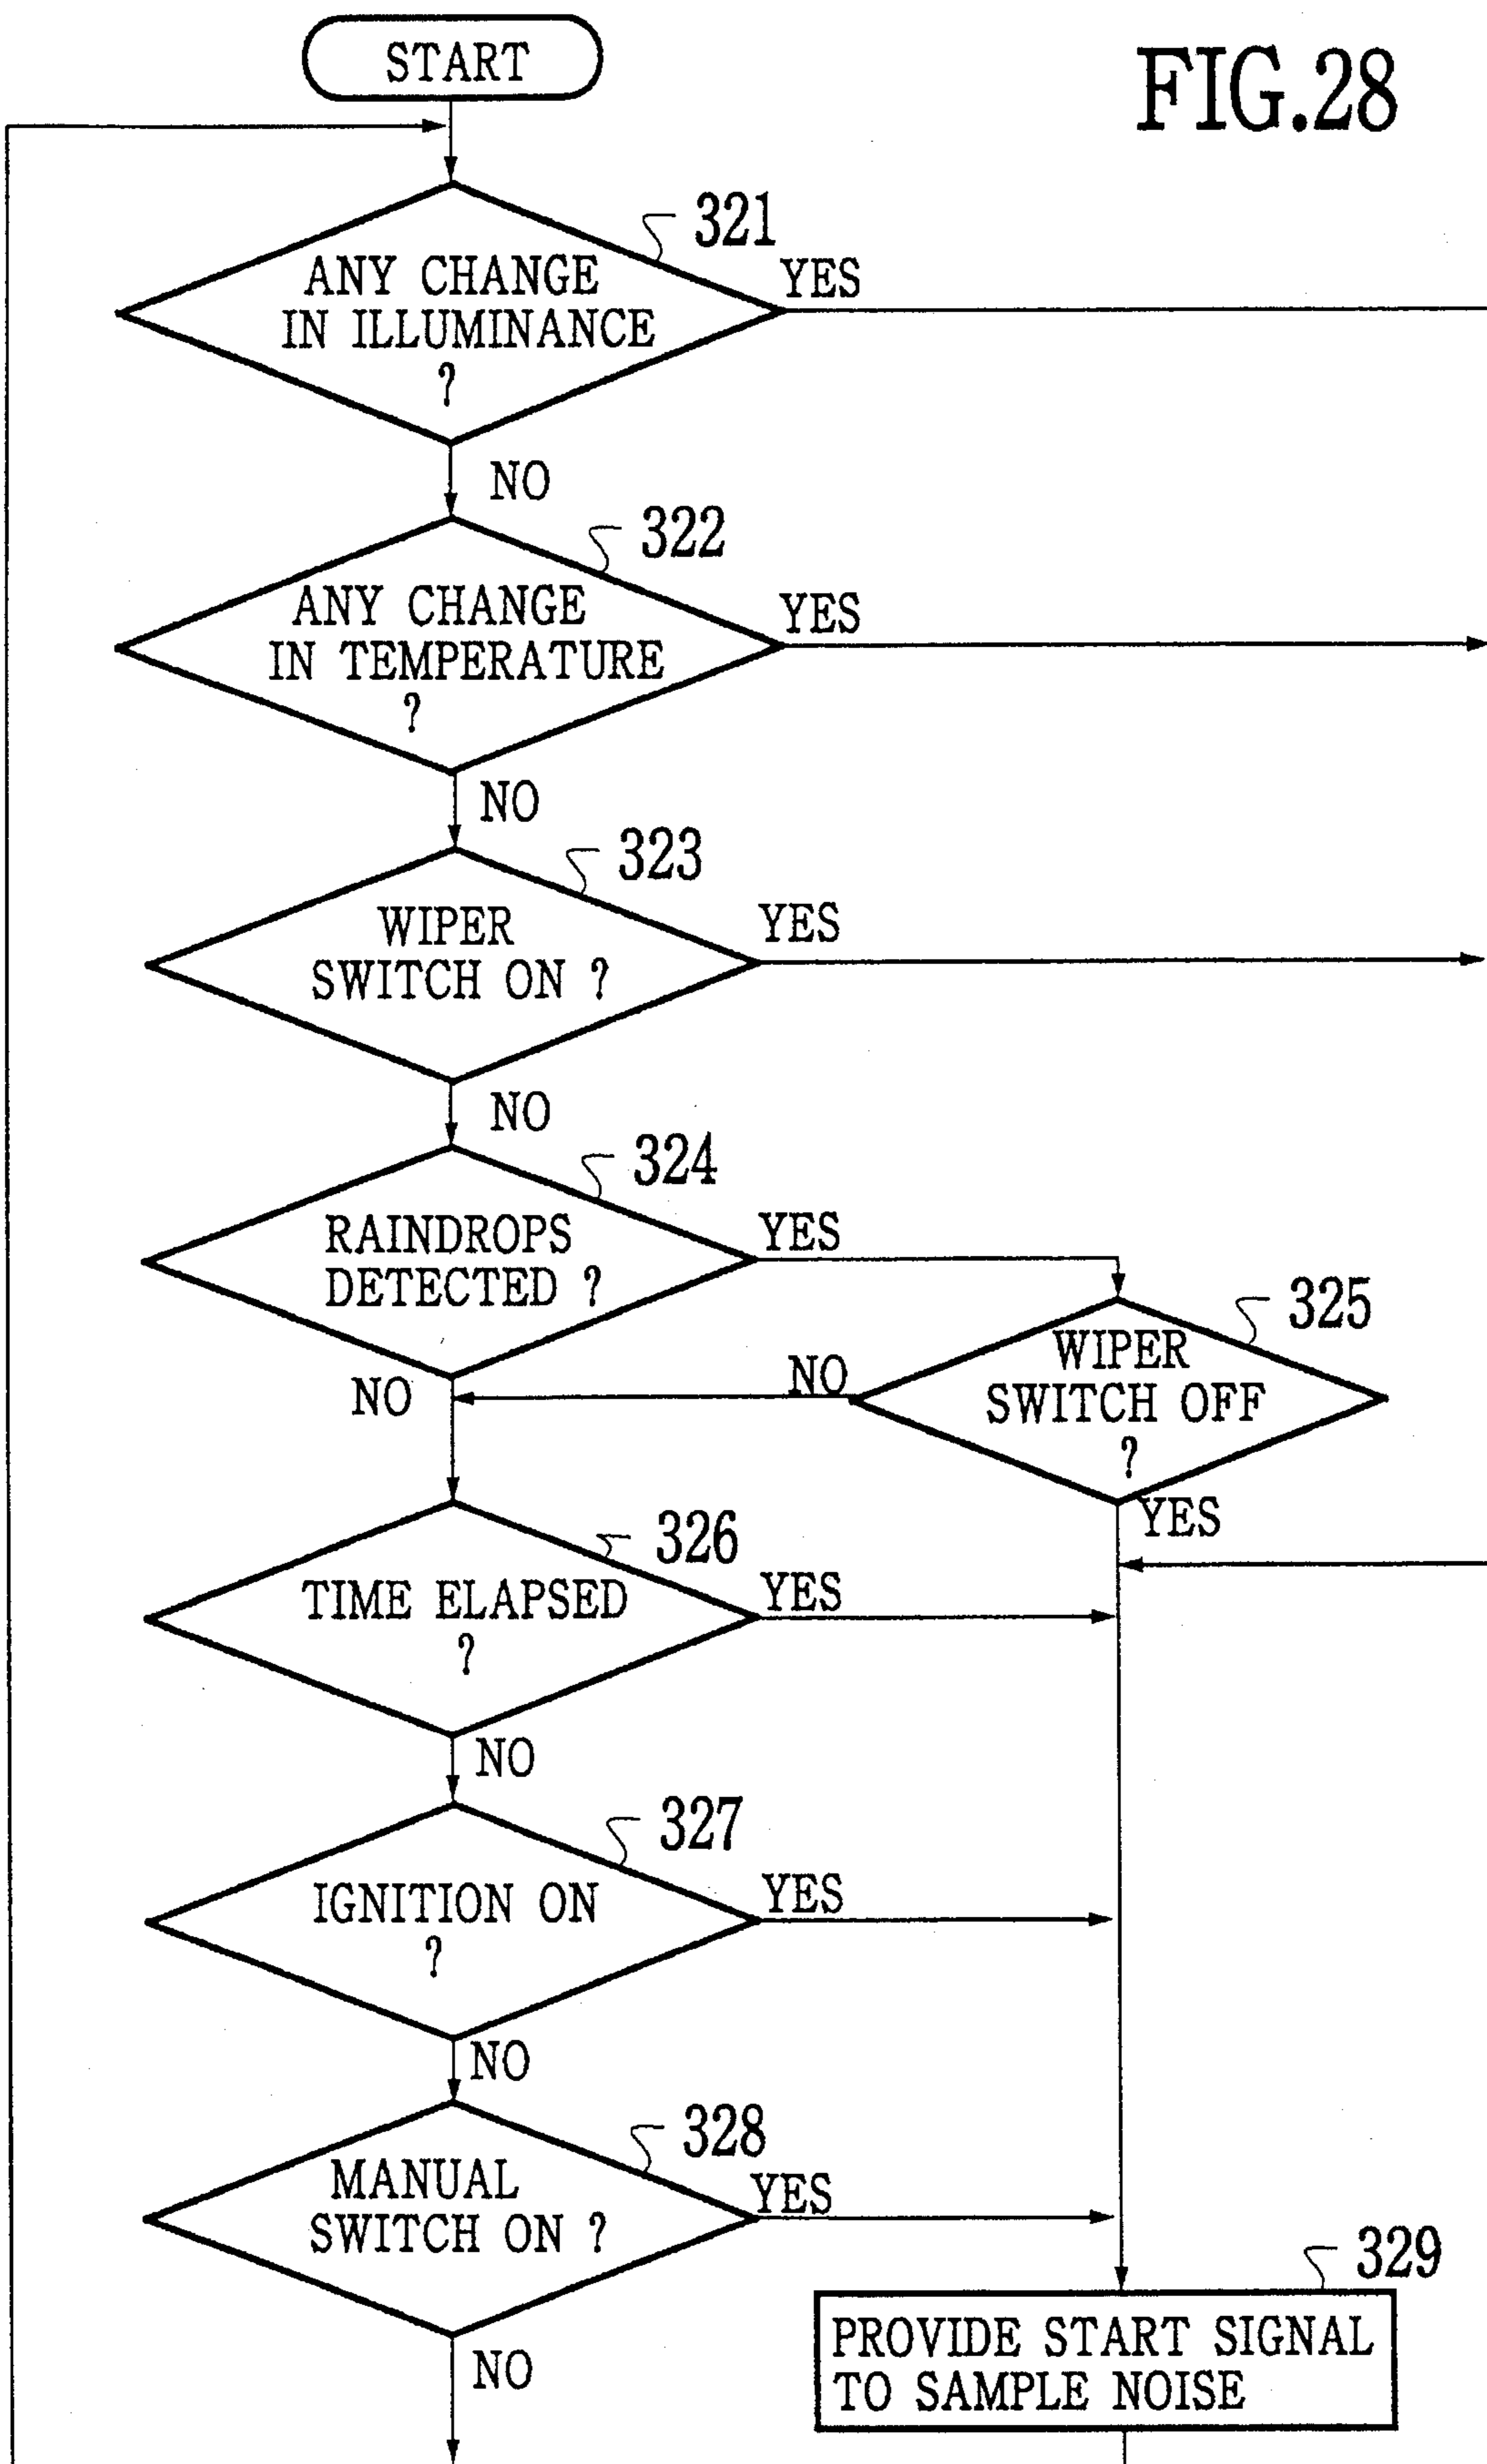 START
FIG.28
321
ANY CHANGE
IN ILLUMINANCE
?
YES
NO
322
ANY CHANGE
IN TEMPERATURE
?
YES
NO
323
WIPER
SWITCH ON ?
YES
NO
324
RAINDROPS
DETECTED ?
YES
NO
325
WIPER
SWITCH OFF
?
NO
YES
326
TIME ELAPSED
?
YES
NO
327
IGNITION ON
?
YES
NO
328
MANUAL
SWITCH ON ?
YES
NO
329
PROVIDE START SIGNAL
TO SAMPLE NOISE